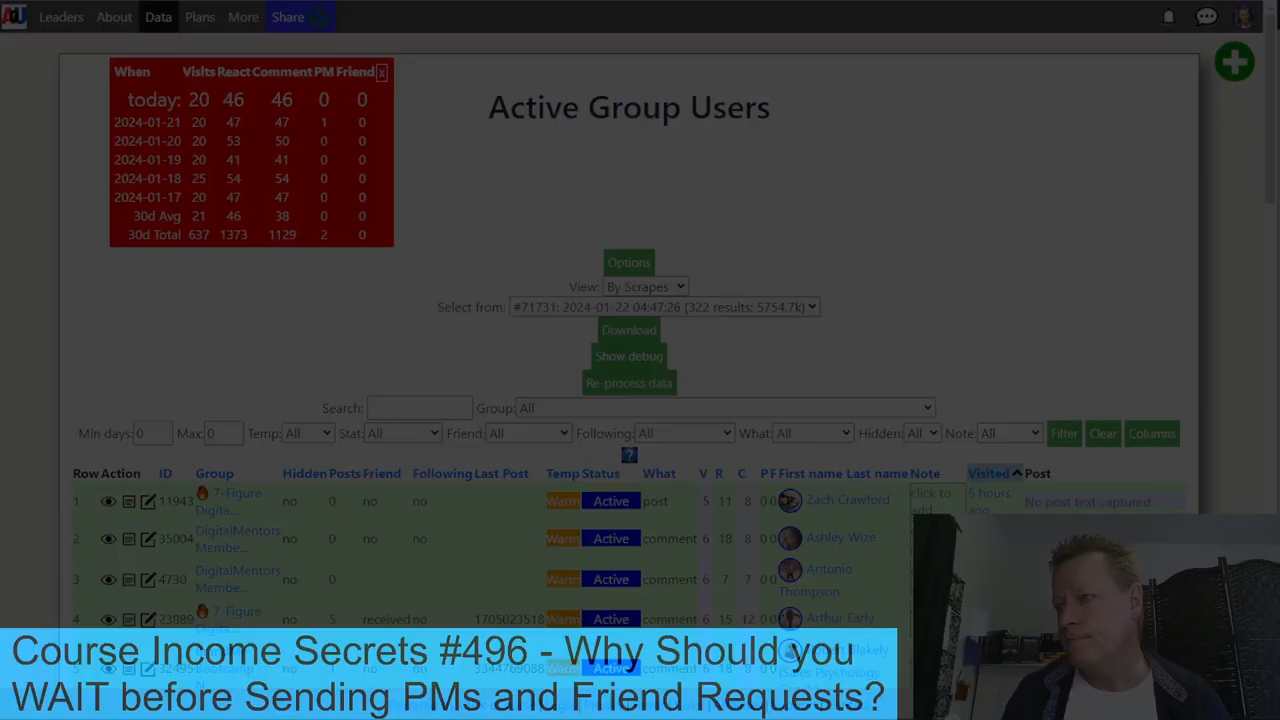 AiU Leaders About Data Plans More Share
When Visits React Comment PM Friend x
today: 20 46 46 0 0
2024-01-21 20 47 47 1 0
2024-01-20 20 53 50 0 0
2024-01-19 20 41 41 0 0
2024-01-18 25 54 54 0 0
2024-01-17 20 47 47 0 0
30d Avg 21 46 38 0 0
30d Total 637 1373 1129 2 0
Active Group Users
Options
View: By Scrapes
Select from: #71731: 2024-01-22 04:47:26 (322 results: 5754.7k)
Download
Show debug
Re-process data
Search: Group: All
Min days: 0 Max: 0 Temp: All Stat: All Friend: All Following: All What: All Hidden: All Note: All Filter Clear Columns
?
Row Action ID Group Hidden Posts Friend Following Last Post Temp Status What V R C P F First name Last name Note Visited Post
1 11943 7-Figure Digita... no 0 no no Warm Active post 5 11 8 0 0 Zach Crawford click to add 5 hours ago No post text captured
2 35004 DigitalMentors Membe... no 0 no no Warm Active comment 6 18 8 0 0 Ashley Wize
3 4730 DigitalMentors Membe... no 0 Warm Active comment 6 7 7 0 0 Antonio Thompson
4 23889 7-Figure Digita... no 5 received no 1705023518 Warm Active comment 6 15 12 0 0 Arthur Early
Course Income Secrets #496 - Why Should you
WAIT before Sending PMs and Friend Requests?